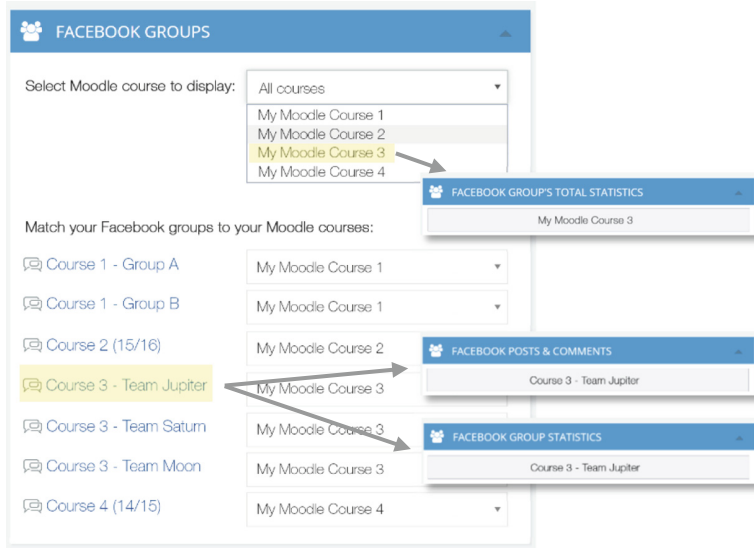 FACEBOOK GROUPS
Select Moodle course to display:
All courses
My Moodle Course 1
My Moodle Course 2
My Moodle Course 3
My Moodle Course 4
FACEBOOK GROUP'S TOTAL STATISTICS
My Moodle Course 3
Match your Facebook groups to your Moodle courses:
Course 1 - Group A
My Moodle Course 1
Course 1 - Group B
My Moodle Course 1
Course 2 (15/16)
My Moodle Course 2
Course 3 - Team Jupiter
My Moodle Course 3
Course 3 - Team Saturn
My Moodle Course 3
Course 3 - Team Moon
My Moodle Course 3
Course 4 (14/15)
My Moodle Course 4
FACEBOOK POSTS & COMMENTS
Course 3 - Team Jupiter
FACEBOOK GROUP STATISTICS
Course 3 - Team Jupiter